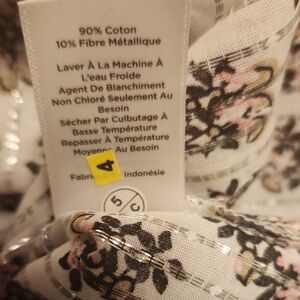 90% Coton
10% Fibre Métallique
Laver À La Machine À
L'eau Froide
Agent De Blanchiment
Non Chloré Seulement Au
Besoin
Sécher Par Culbutage À
Basse Température
Repasser À Température
Moyenne Au Besoin
Indonésie
4
5
C